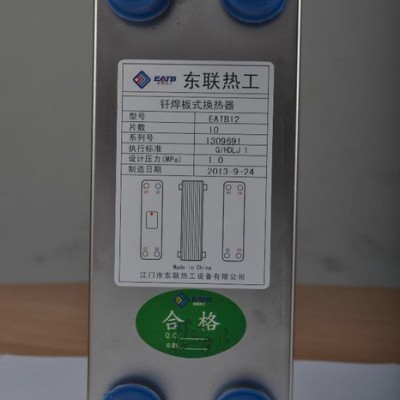 EATB 东联热工
钎焊板式换热器
型号 EATB12
片数 10
系列号 1309691
执行标准 Q/HDLJ 1
设计压力(MPa) 1.0
制造日期 2013-9-24
Made in China
江门市东联热工设备有限公司
EATB
合格
Q.C.